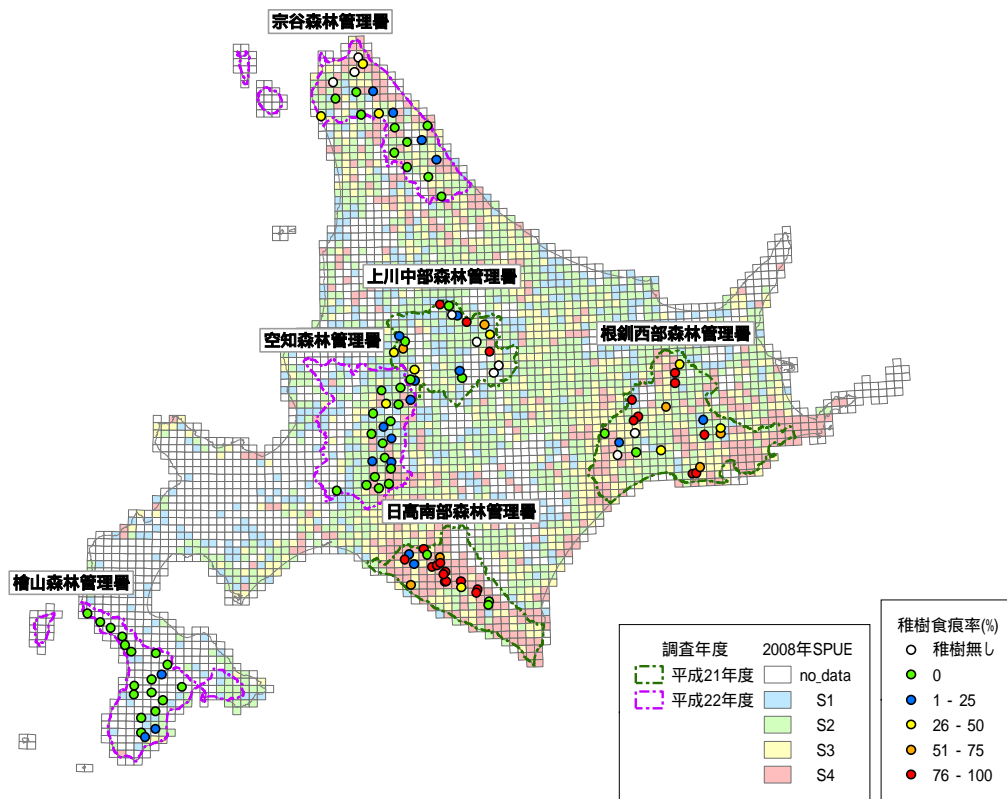 宗谷森林管理署
上川中部森林管理署
空知森林管理署
根釧西部森林管理署
日高南部森林管理署
檜山森林管理署
調査年度
平成21年度
平成22年度
2008年SPUE
no_data
S1
S2
S3
S4
稚樹食痕率(%)
稚樹無し
0
1 - 25
26 - 50
51 - 75
76 - 100